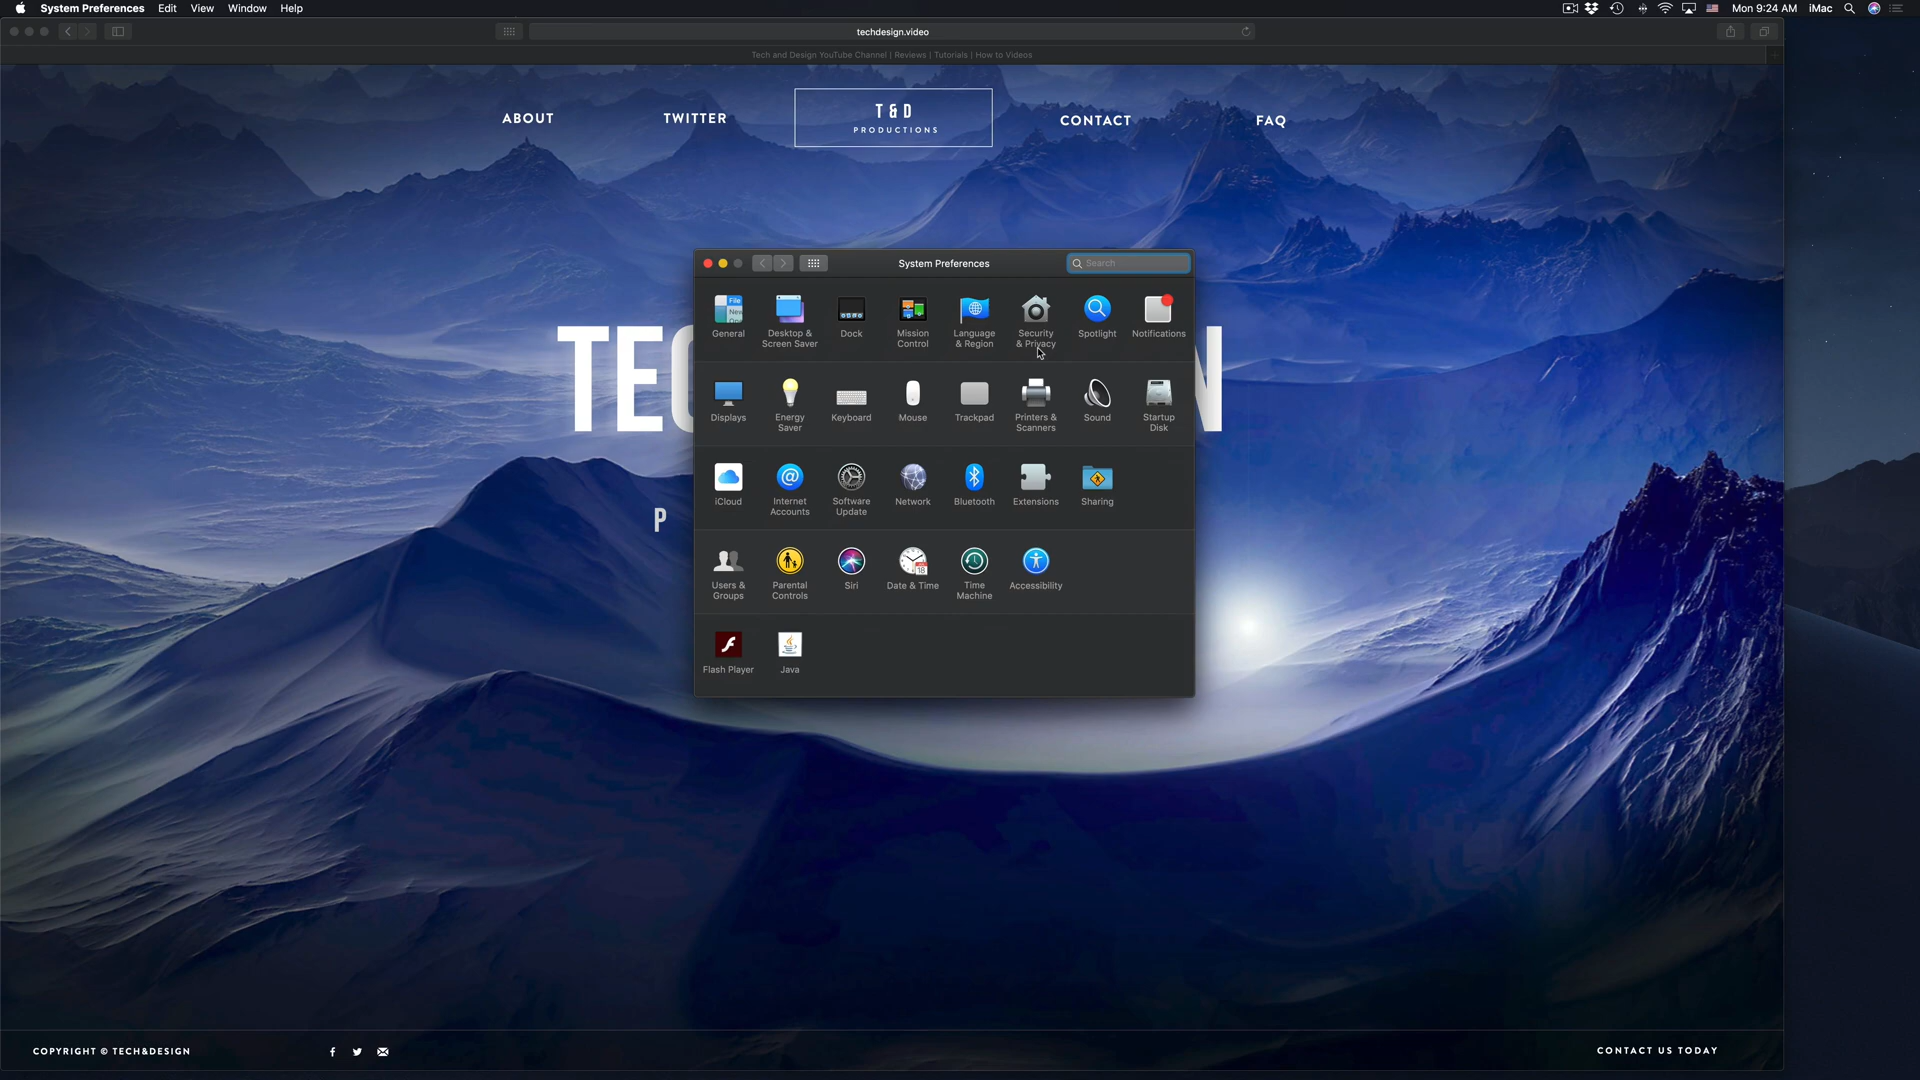 System Preferences Edit View Window Help
Mon 9:24 AM iMac
techdesign.video
Tech and Design YouTube Channel | Reviews | Tutorials | How to Videos
ABOUT
TWITTER
T & D
PRODUCTIONS
CONTACT
FAQ
System Preferences
Search
General
Desktop &
Screen Saver
Dock
Mission
Control
Language
& Region
Security
& Privacy
Spotlight
Notifications
Displays
Energy
Saver
Keyboard
Mouse
Trackpad
Printers &
Scanners
Sound
Startup
Disk
iCloud
Internet
Accounts
Software
Update
Network
Bluetooth
Extensions
Sharing
Users &
Groups
Parental
Controls
Siri
Date & Time
Time
Machine
Accessibility
Flash Player
Java
TE
N
P
COPYRIGHT © TECH&DESIGN
CONTACT US TODAY